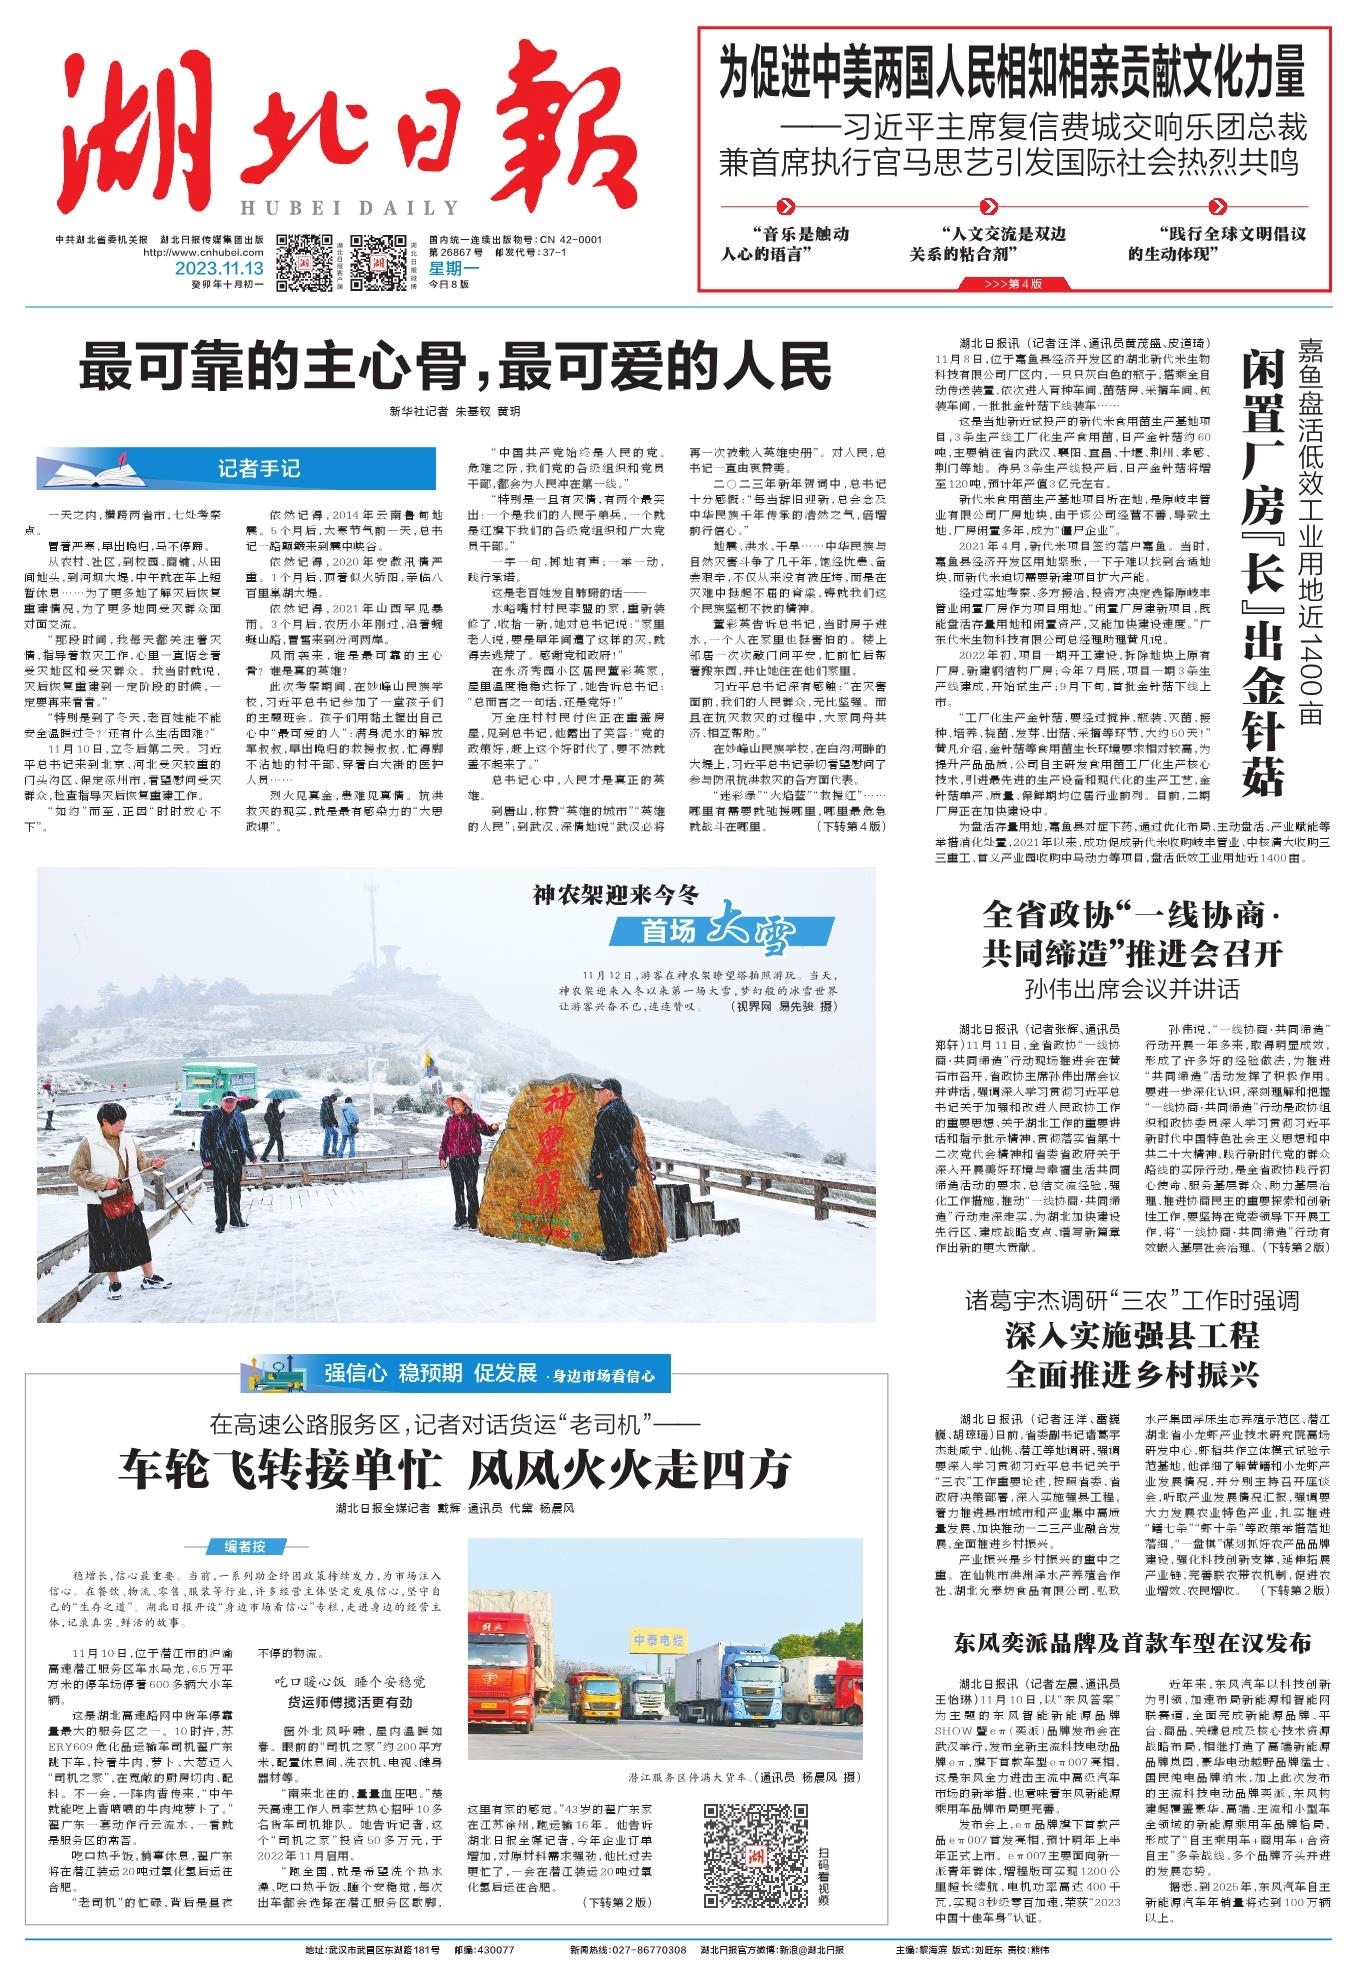 湖北日報
HUBEI DAILY
中共湖北省委机关报 湖北日报传媒集团出版
http://www.cnhubei.com
2023.11.13
癸卯年十月初一
湖北日报客户端
湖北日报微博
国内统一连续出版物号:CN 42-0001
第26867号 邮发代号:37-1
星期一
今日8版
为促进中美两国人民相知相亲贡献文化力量
——习近平主席复信费城交响乐团总裁
兼首席执行官马思艺引发国际社会热烈共鸣
“音乐是触动
人心的语言”
“人文交流是双边
关系的粘合剂”
“践行全球文明倡议
的生动体现”
>>>第4版
最可靠的主心骨,最可爱的人民
新华社记者 朱基钗 黄玥
记者手记
一天之内,横跨两省市,七处考察
点。
冒着严寒,早出晚归,马不停蹄。
从农村、社区,到校园、商铺,从田
间地头,到河坝大堤,中午就在车上短
暂休息……为了更多地了解灾后恢复
重建情况,为了更多地同受灾群众面
对面交流。
“那段时间,我每天都关注着灾
情,指导着救灾工作,心里一直惦念着
受灾地区和受灾群众。我当时就说,
灾后恢复重建到一定阶段的时候,一
定要再来看看。”
“特别是到了冬天,老百姓能不能
安全温暖过冬?还有什么生活困难?”
11月10日,立冬后第二天。习近
平总书记来到北京、河北受灾较重的
门头沟区、保定涿州市,看望慰问受灾
群众,检查指导灾后恢复重建工作。
“如约”而至,正因“时时放心不
下”。
依然记得,2014年云南鲁甸地
震。5个月后,大寒节气前一天,总书
记一路颠簸来到震中峡谷。
依然记得,2020年安徽汛情严
重。1个月后,顶着似火骄阳,亲临八
百里巢湖大堤。
依然记得,2021年山西罕见暴
雨。3个月后,农历小年刚过,沿着蜿
蜒山路,冒雪来到汾河两岸。
风雨袭来,谁是最可靠的主心
骨?谁是真的英雄?
此次考察期间,在妙峰山民族学
校,习近平总书记参加了一堂孩子们
的主题班会。孩子们用黏土捏出自己
心中“最可爱的人”:满身泥水的解放
军叔叔,早出晚归的救援叔叔,忙得脚
不沾地的村干部,穿着白大褂的医护
人员……
烈火见真金,患难见真情。抗洪
救灾的现实,就是最有感染力的“大思
政课”。
“中国共产党始终是人民的党。
危难之际,我们党的各级组织和党员
干部,都会为人民冲在第一线。”
“特别是一旦有灾情,有两个最突
出:一个是我们的人民子弟兵,一个就
是红旗下我们的各级党组织和广大党
员干部。”
一字一句,掷地有声;一举一动,
践行承诺。
这是老百姓发自肺腑的话——
水峪嘴村村民李盟的家,重新装
修了,收拾一新,她对总书记说:“家里
老人说,要是早年间遭了这样的灾,就
得去逃荒了。感谢党和政府!”
在永济秀园小区居民董彩英家,
屋里温度稳稳达标了,她告诉总书记:
“总而言之一句话,还是党好!”
万全庄村村民付俊正在重盖房
屋,见到总书记,他露出了笑容:“党的
政策好,赶上这个好时代了,要不然就
盖不起来了。”
总书记心中,人民才是真正的英
雄。
到唐山,称赞“英雄的城市”“英雄
的人民”;到武汉,深情地说“武汉必将
再一次被载入英雄史册”。对人民,总
书记一直由衷赞美。
二〇二三年新年贺词中,总书记
十分感慨:“每当辞旧迎新,总会念及
中华民族千年传承的浩然之气,倍增
前行信心。”
地震、洪水、干旱……中华民族与
自然灾害斗争了几千年,饱经忧患、备
尝艰辛,不仅从来没有被压垮,而是在
灾难中挺起不屈的脊梁,铸就我们这
个民族坚韧不拔的精神。
董彩英告诉总书记,当时房子进
水,一个人在家里也挺害怕的。楼上
邻居一次次敲门问平安,忙前忙后帮
着搬东西,并让她住在他们家里。
习近平总书记深有感触:“在灾害
面前,我们的人民群众,无比坚强。而
且在抗灾救灾的过程中,大家同舟共
济、相互帮助。”
在妙峰山民族学校,在白沟河畔的
大堤上,习近平总书记亲切看望慰问了
参与防汛抗洪救灾的各方面代表。
“迷彩绿”“火焰蓝”“救援红”……
哪里有需要就驰援哪里,哪里最危急
就战斗在哪里。 (下转第4版)
嘉鱼盘活低效工业用地近1400亩
闲置厂房『长』出金针菇
湖北日报讯(记者汪洋、通讯员黄茂盛、皮道琦)
11月8日,位于嘉鱼县经济开发区的湖北新代米生物
科技有限公司厂区内,一只只灰白色的瓶子,搭乘全自
动传送装置,依次进入育种车间、菌菇房、采摘车间、包
装车间,一批批金针菇下线装车……
这是当地新近试投产的新代米食用菌生产基地项
目,3条生产线工厂化生产食用菌,日产金针菇约60
吨,主要销往省内武汉、襄阳、宜昌、十堰、荆州、孝感、
荆门等地。待另3条生产线投产后,日产金针菇将增
至120吨,预计年产值3亿元左右。
新代米食用菌生产基地项目所在地,是原岐丰管
业有限公司厂房地块,由于该公司经营不善,导致土
地、厂房闲置多年,成为“僵尸企业”。
2021年4月,新代米项目签约落户嘉鱼。当时,
嘉鱼县经济开发区用地紧张,一下子难以找到合适地
块,而新代米迫切需要新建项目扩大产能。
经过实地考察、多方接洽,投资方决定选择原岐丰
管业闲置厂房作为项目用地。“闲置厂房建新项目,既
能盘活存量用地和闲置资产,又能加快建设速度。”广
东代米生物科技有限公司总经理助理黄凡说。
2022年初,项目一期开工建设,拆除地块上原有
厂房,新建钢结构厂房;今年7月底,项目一期3条生
产线建成,开始试生产;9月下旬,首批金针菇下线上
市。
“工厂化生产金针菇,要经过搅拌、瓶装、灭菌、接
种、培养、搔菌、发芽、出菇、采摘等环节,大约50天!”
黄凡介绍,金针菇等食用菌生长环境要求相对较高,为
提升产品品质,公司自主研发食用菌工厂化生产核心
技术,引进最先进的生产设备和现代化的生产工艺,金
针菇单产、质量、保鲜期均位居行业前列。目前,二期
厂房正在加快建设中。
为盘活存量用地,嘉鱼县对症下药,通过优化布局、主动盘活、产业赋能等
举措消化处置,2021年以来,成功促成新代米收购岐丰管业、中核清大收购三
三重工、首义产业园收购中马动力等项目,盘活低效工业用地近1400亩。
神农架迎来今冬
首场大雪
11月12日,游客在神农架瞭望塔拍照游玩。当天,
神农架迎来入冬以来第一场大雪,梦幻般的冰雪世界
让游客兴奋不已,连连赞叹。 (视界网 易先骏 摄)
神農頂
全省政协“一线协商·
共同缔造”推进会召开
孙伟出席会议并讲话
湖北日报讯(记者张辉、通讯员
郑轩)11月11日,全省政协“一线协
商·共同缔造”行动现场推进会在黄
石市召开,省政协主席孙伟出席会议
并讲话,强调深入学习贯彻习近平总
书记关于加强和改进人民政协工作
的重要思想、关于湖北工作的重要讲
话和指示批示精神,贯彻落实省第十
二次党代会精神和省委省政府关于
深入开展美好环境与幸福生活共同
缔造活动的要求,总结交流经验,强
化工作措施,推动“一线协商·共同缔
造”行动走深走实,为湖北加快建设
先行区、建成战略支点、谱写新篇章
作出新的更大贡献。
孙伟说,“一线协商·共同缔造”
行动开展一年多来,取得明显成效,
形成了许多好的经验做法,为推进
“共同缔造”活动发挥了积极作用。
要进一步深化认识,深刻理解和把握
“一线协商·共同缔造”行动是政协组
织和政协委员深入学习贯彻习近平
新时代中国特色社会主义思想和中
共二十大精神、践行新时代党的群众
路线的实际行动,是全省政协践行初
心使命、服务基层群众、助力基层治
理、推进协商民主的重要探索和创新
性工作,要坚持在党委领导下开展工
作,将“一线协商·共同缔造”行动有
效嵌入基层社会治理。(下转第2版)
诸葛宇杰调研“三农”工作时强调
深入实施强县工程
全面推进乡村振兴
湖北日报讯(记者汪洋、雷巍
巍、胡琼瑶)日前,省委副书记诸葛宇
杰赴咸宁、仙桃、潜江等地调研,强调
要深入学习贯彻习近平总书记关于
“三农”工作重要论述,按照省委、省
政府决策部署,深入实施强县工程,
着力推进县市城市和产业集中高质
量发展,加快推动一二三产业融合发
展,全面推进乡村振兴。
产业振兴是乡村振兴的重中之
重。在仙桃市洪洲泽水产养殖合作
社、湖北允泰坊食品有限公司、弘玖
水产集团浮床生态养殖示范区、潜江
湖北省小龙虾产业技术研究院高场
研发中心、虾稻共作立体模式试验示
范基地,他详细了解黄鳝和小龙虾产
业发展情况,并分别主持召开座谈
会,听取产业发展情况汇报,强调要
大力发展农业特色产业,扎实推进
“鳝七条”“虾十条”等政策举措落地
落细,“一盘棋”谋划抓好农产品品牌
建设,强化科技创新支撑,延伸拓展
产业链,完善联农带农机制,促进农
业增效、农民增收。 (下转第2版)
东风奕派品牌及首款车型在汉发布
湖北日报讯(记者左晨、通讯员
王怡琳)11月10日,以“东风答案”
为主题的东风智能新能源品牌
SHOW暨eπ(奕派)品牌发布会在
武汉举行,发布全新主流科技电动品
牌eπ,旗下首款车型eπ007亮相,
这是东风全力进击主流中高级汽车
市场的新举措,也意味着东风新能源
乘用车品牌布局更完善。
发布会上,eπ品牌旗下首款产
品eπ007首发亮相,预计明年上半
年正式上市。eπ007主要面向新一
派青年群体,增程版可实现1200公
里超长续航,电机功率高达400千
瓦,实现3秒级零百加速,荣获“2023
中国十佳车身”认证。
近年来,东风汽车以科技创新
为引领,加速布局新能源和智能网
联赛道,全面完成新能源品牌、平
台、商品、关键总成及核心技术资源
战略布局,相继打造了高端新能源
品牌岚图、豪华电动越野品牌猛士、
国民纯电品牌纳米,加上此次发布
的主流科技电动品牌奕派,东风构
建起覆盖豪华、高端、主流和小型车
全领域的新能源乘用车品牌格局,
形成了“自主乘用车+商用车+合资
自主”多条战线、多个品牌齐头并进
的发展态势。
据悉,到2025年,东风汽车自主
新能源汽车年销量将达到100万辆
以上。
强信心 稳预期 促发展 ·身边市场看信心
在高速公路服务区,记者对话货运“老司机”——
车轮飞转接单忙 风风火火走四方
湖北日报全媒记者 戴辉 通讯员 代黛 杨晨风
编者按
稳增长,信心最重要。当前,一系列助企纾困政策持续发力,为市场注入
信心。在餐饮、物流、零售、服装等行业,许多经营主体坚定发展信心,坚守自
己的“生存之道”。湖北日报开设“身边市场看信心”专栏,走进身边的经营主
体,记录真实、鲜活的故事。
11月10日,位于潜江市的沪渝
高速潜江服务区车水马龙,6.5万平
方米的停车场停着600多辆大小车
辆。
这是湖北高速路网中货车停靠
量最大的服务区之一。10时许,苏
ERY609危化品运输车司机翟广东
跳下车,拎着牛肉、萝卜、大葱迈入
“司机之家”,在宽敞的厨房切肉、配
料。不一会,一阵肉香传来,“中午
就能吃上香喷喷的牛肉炖萝卜了。”
翟广东一套动作行云流水,一看就
是服务区的常客。
吃口热乎饭,稍事休息,翟广东
将在潜江装运20吨过氧化氢后运往
合肥。
“老司机”的忙碌,背后是昼夜
不停的物流。
吃口暖心饭 睡个安稳觉
货运师傅揽活更有劲
窗外北风呼啸,屋内温暖如
春。眼前的“司机之家”约200平方
米,配置休息间、洗衣机、电视、健身
器材等。
“南来北往的,量量血压吧。”楚
天高速工作人员李艺热心招呼10多
名货车司机排队。她告诉记者,这
个“司机之家”投资50多万元,于
2022年11月启用。
“跑全国,就是希望洗个热水
澡、吃口热乎饭、睡个安稳觉,每次
出车都会选择在潜江服务区歇脚,
中泰电缆
解放
潜江服务区停满大货车。(通讯员 杨晨风 摄)
这里有家的感觉。”43岁的翟广东家
在江苏徐州,跑运输16年。他告诉
湖北日报全媒记者,今年企业订单
增加,对原材料需求强劲,他比过去
更忙了,一会在潜江装运20吨过氧
化氢后运往合肥。
(下转第2版)
扫码看视频
地址:武汉市武昌区东湖路181号 邮编:430077 新闻热线:027-86770308 湖北日报官方微博:新浪@湖北日报 主编:黎海滨 版式:刘旺东 责校:熊伟